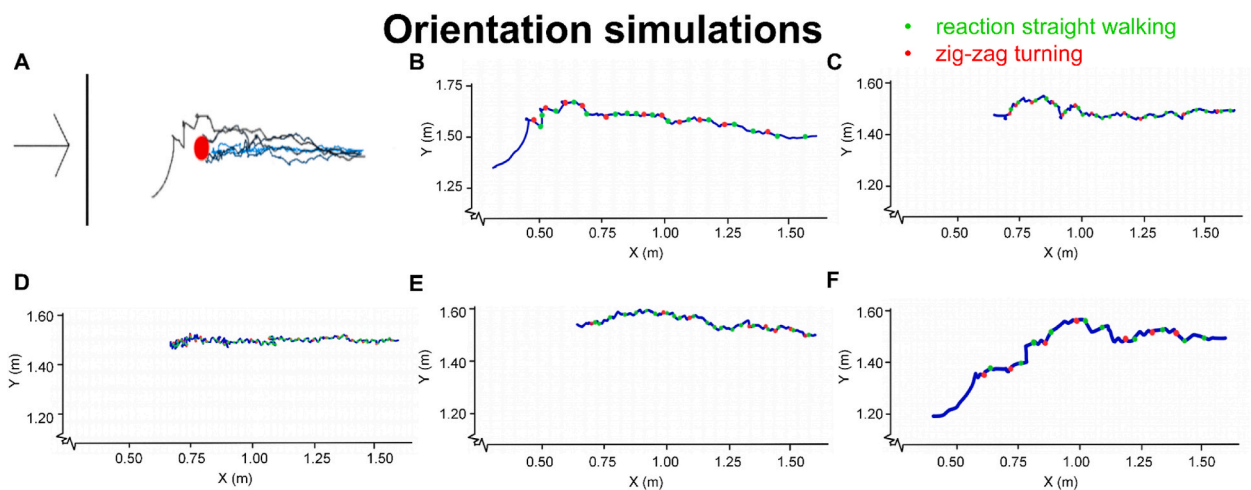 Orientation simulations
reaction straight walking
zig-zag turning
A
B
1.75
1.50
1.25
Y (m)
0.50 0.75 1.00 1.25 1.50
X (m)
C
1.60
1.40
1.20
Y (m)
0.50 0.75 1.00 1.25 1.50
X (m)
D
1.60
1.40
1.20
Y (m)
0.50 0.75 1.00 1.25 1.50
X (m)
E
1.60
1.40
1.20
Y (m)
0.50 0.75 1.00 1.25 1.50
X (m)
F
1.60
1.40
1.20
Y (m)
0.50 0.75 1.00 1.25 1.50
X (m)